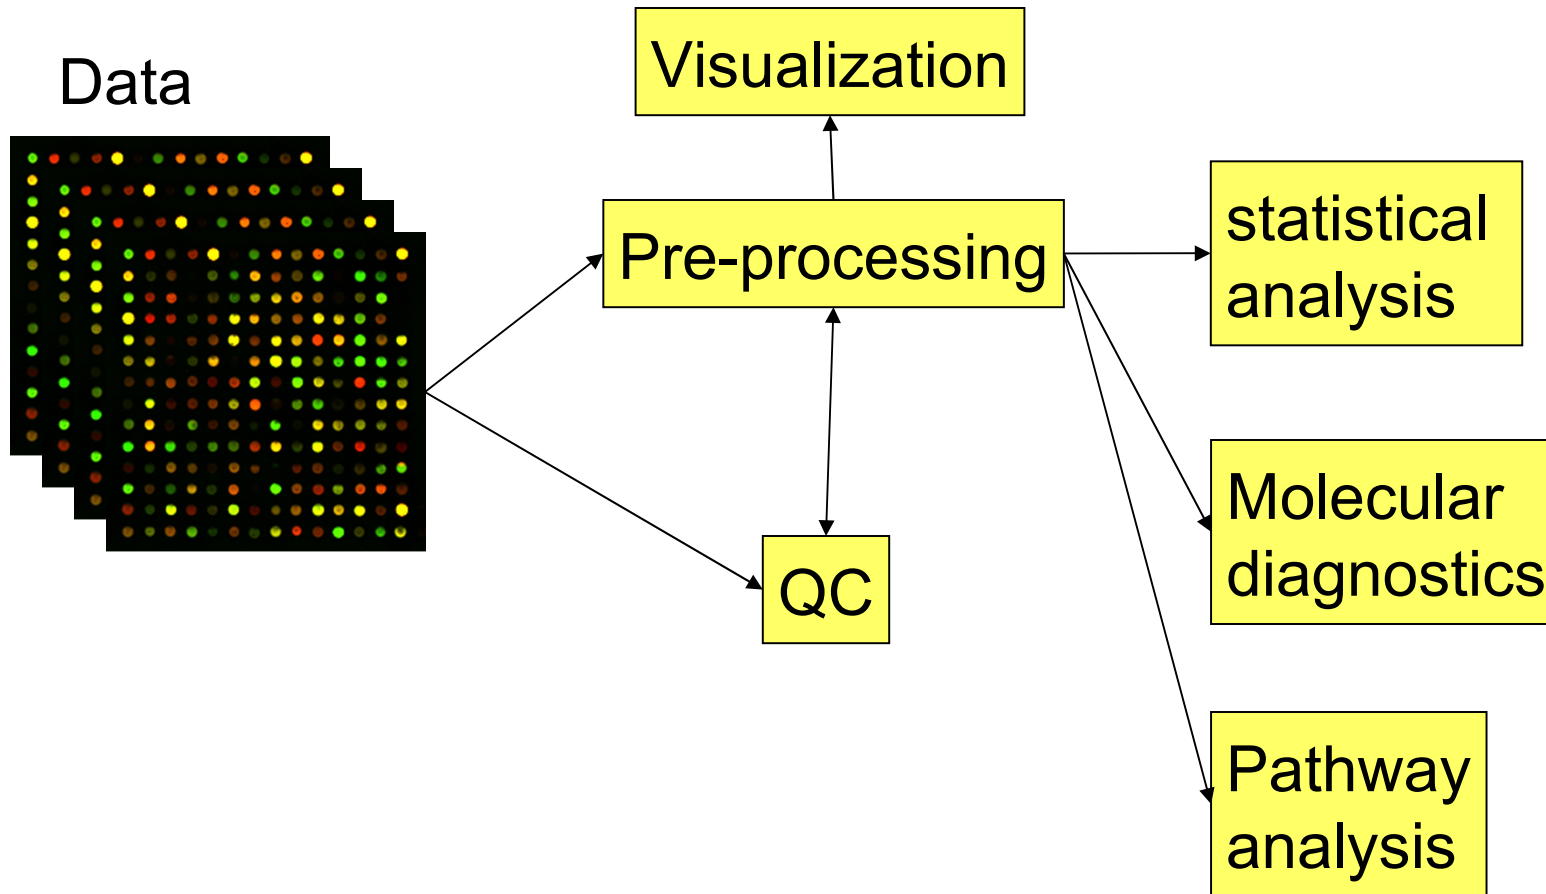 Data
Visualization
Pre-processing
statistical
analysis
QC
Molecular
diagnostics
Pathway
analysis